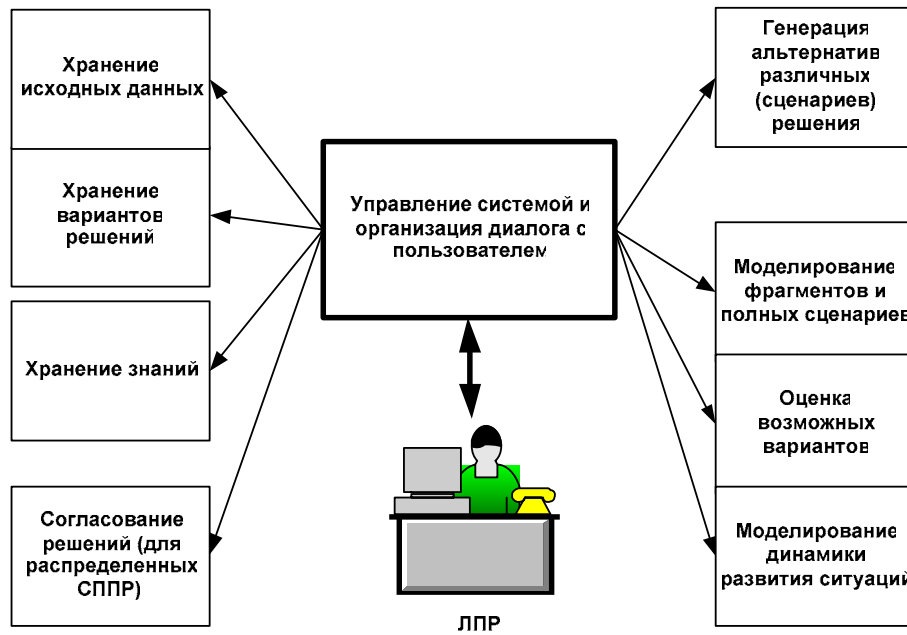 Хранение
исходных данных
Хранение
вариантов
решений
Хранение знаний
Согласование
решений (для
распределенных
СППР)
Управление системой и
организация диалога с
пользователем
ЛПР
Генерация
альтернатив
различных
(сценариев)
решения
Моделирование
фрагментов и
полных сценариев
Оценка
возможных
вариантов
Моделирование
динамики
развития ситуаций